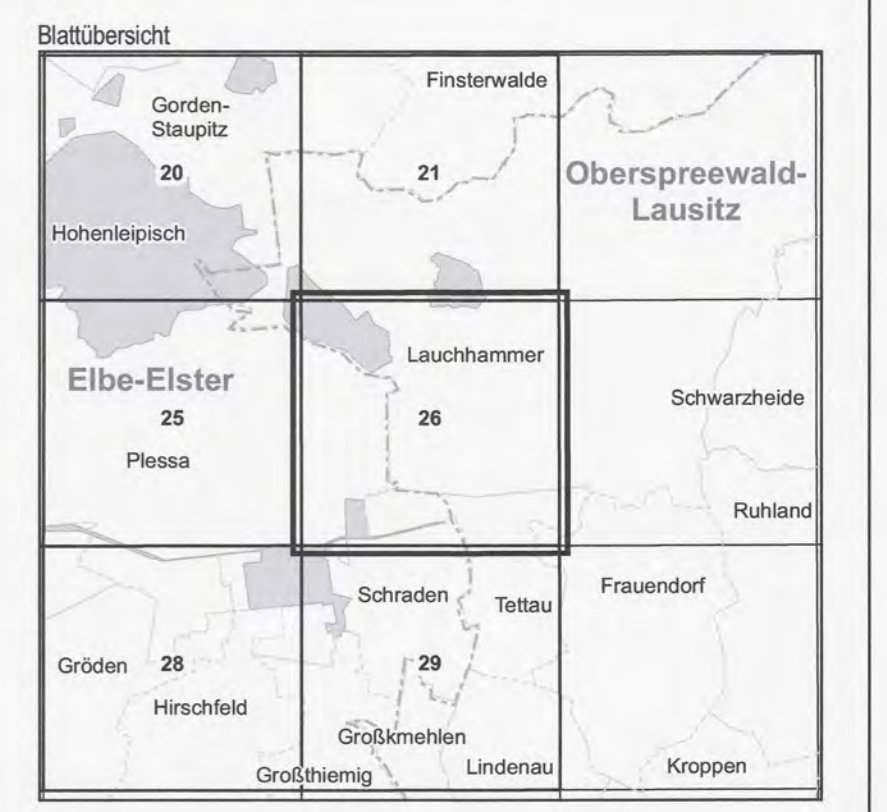 Blattübersicht
Finsterwalde
Gorden-
Staupitz
20
21
Oberspreewald-
Lausitz
Hohenleipisch
Lauchhammer
Elbe-Elster
25
26
Schwarzheide
Plessa
Ruhland
Schraden
Tettau
Frauendorf
Gröden
28
29
Hirschfeld
Großkmehlen
Großthiemig
Lindenau
Kroppen